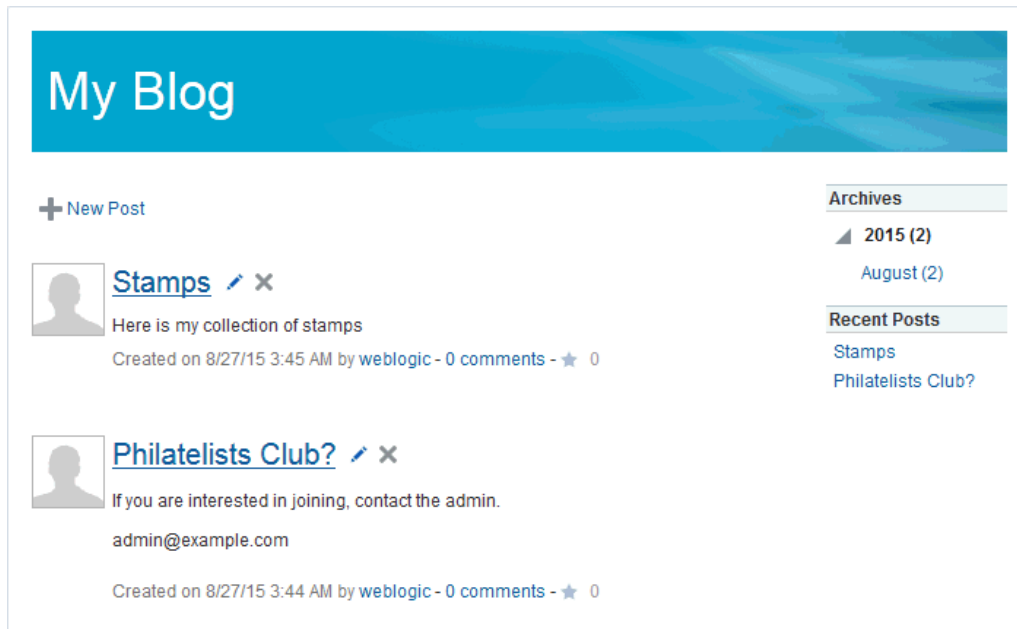 My Blog
New Post
Stamps
Here is my collection of stamps
Created on 8/27/15 3:45 AM by weblogic - 0 comments - 0
Philatelists Club?
If you are interested in joining, contact the admin.
admin@example.com
Created on 8/27/15 3:44 AM by weblogic - 0 comments - 0
Archives
2015 (2)
August (2)
Recent Posts
Stamps
Philatelists Club?